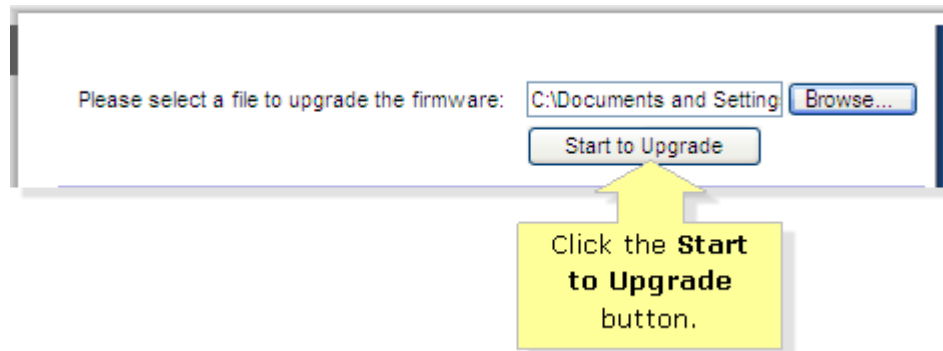 Please select a file to upgrade the firmware: C:\Documents and Setting Browse...
Start to Upgrade
Click the Start
to Upgrade
button.